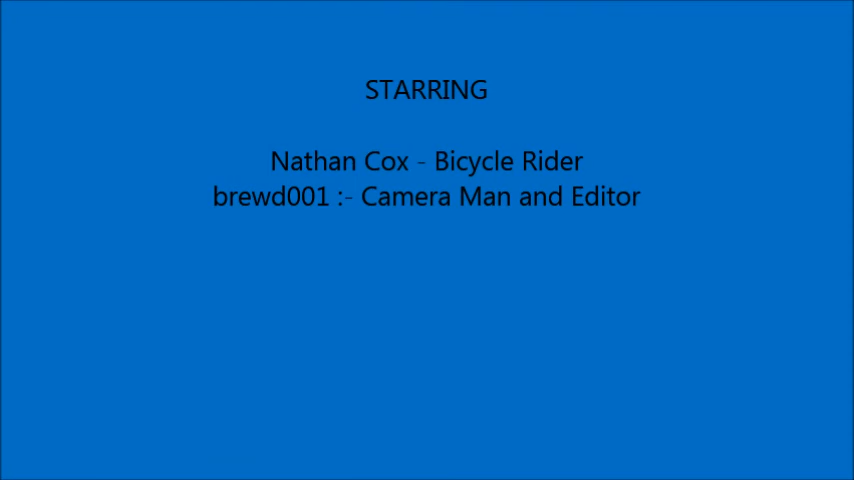 STARRING
Nathan Cox - Bicycle Rider
brewd001 :- Camera Man and Editor